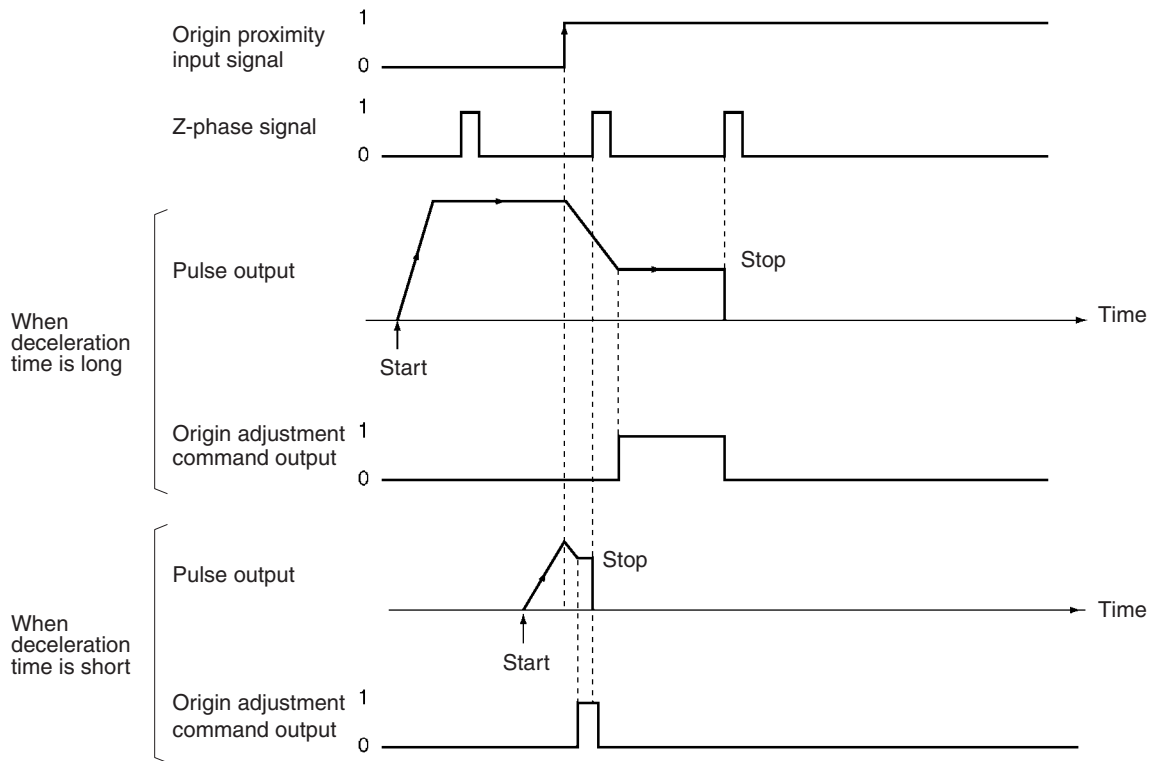 Origin proximity
input signal
1
0
Z-phase signal
1
0
When
deceleration
time is long
Pulse output
Stop
Time
Start
Origin adjustment
command output
1
0
When
deceleration
time is short
Pulse output
Stop
Time
Start
Origin adjustment
command output
1
0